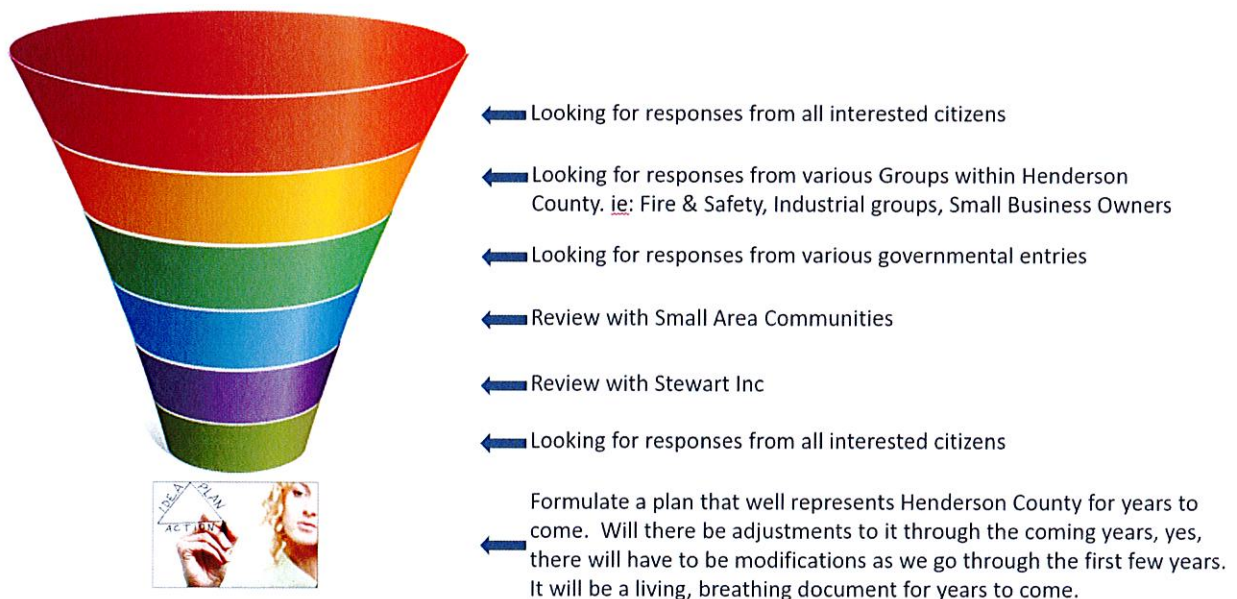 Looking for responses from all interested citizens
Looking for responses from various Groups within Henderson
County. ie: Fire & Safety, Industrial groups, Small Business Owners
Looking for responses from various governmental entries
Review with Small Area Communities
Review with Stewart Inc
Looking for responses from all interested citizens
IDEA
PLAN
ACTION
Formulate a plan that well represents Henderson County for years to
come. Will there be adjustments to it through the coming years, yes,
there will have to be modifications as we go through the first few years.
It will be a living, breathing document for years to come.